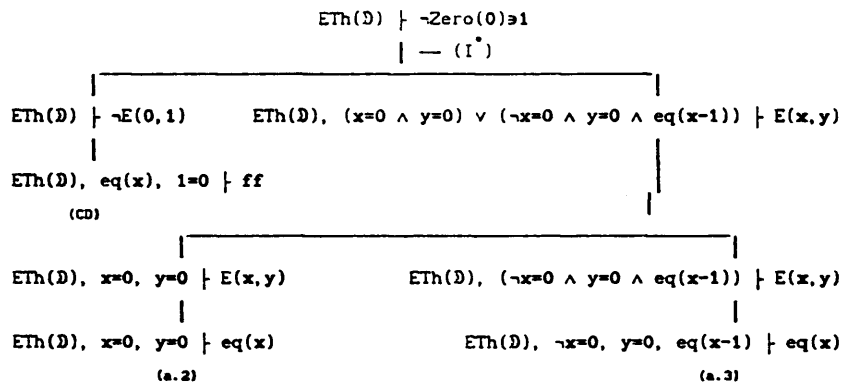 ETh(𝔇) ├ ¬Zero(0)∍1
— (I*)
ETh(𝔇) ├ ¬E(0,1) ETh(𝔇), (x=0 ∧ y=0) ∨ (¬x=0 ∧ y=0 ∧ eq(x-1)) ├ E(x,y)
ETh(𝔇), eq(x), 1=0 ├ ff
(CD)
ETh(𝔇), x=0, y=0 ├ E(x,y) ETh(𝔇), (¬x=0 ∧ y=0 ∧ eq(x-1)) ├ E(x,y)
ETh(𝔇), x=0, y=0 ├ eq(x) ETh(𝔇), ¬x=0, y=0, eq(x-1) ├ eq(x)
(a.2) (a.3)